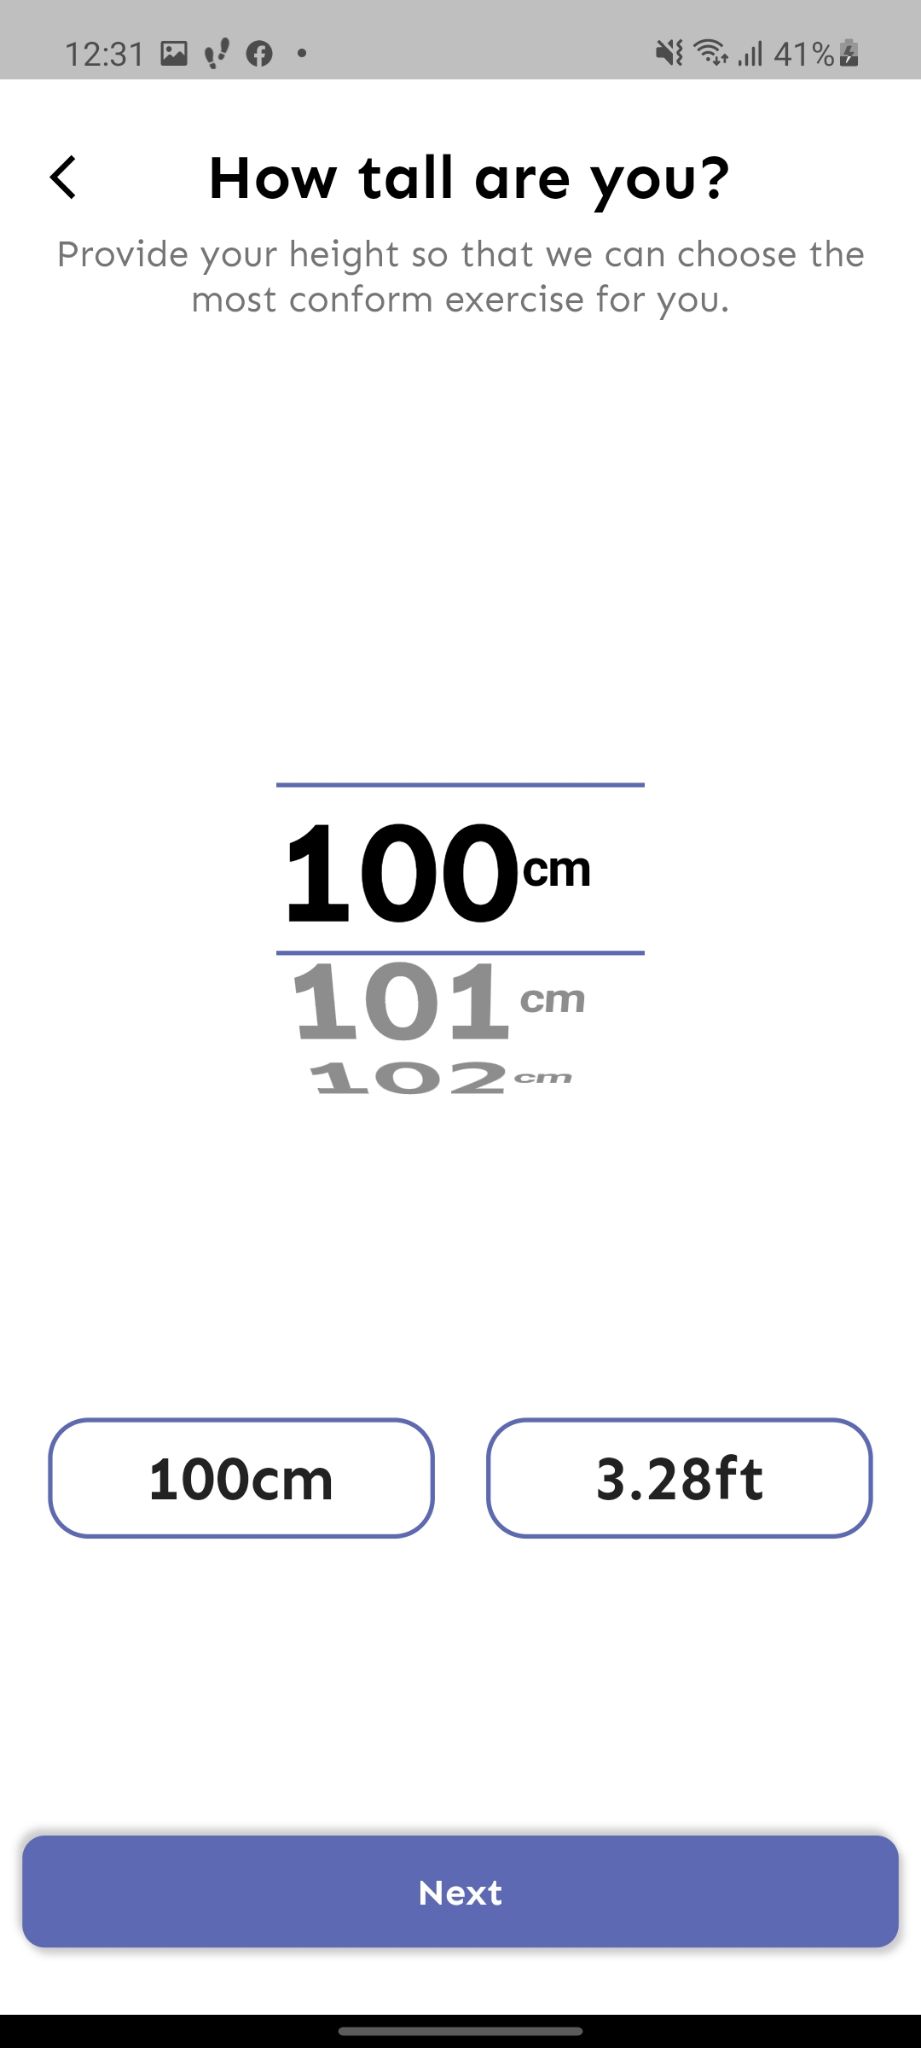 12:31
41%
How tall are you?
Provide your height so that we can choose the
most conform exercise for you.
100cm
101cm
102cm
100cm
3.28ft
Next